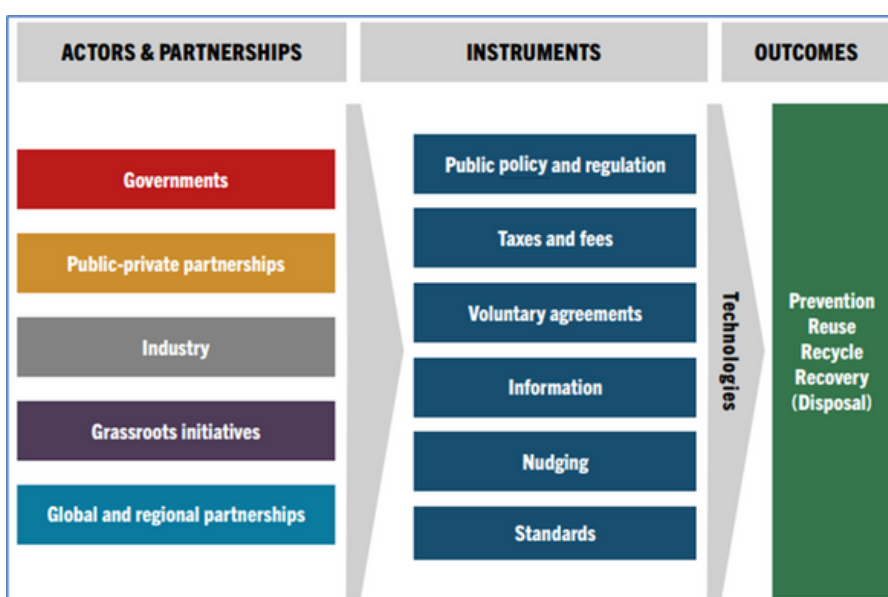 ACTORS & PARTNERSHIPS
INSTRUMENTS
OUTCOMES
Governments
Public-private partnerships
Industry
Grassroots initiatives
Global and regional partnerships
Public policy and regulation
Taxes and fees
Voluntary agreements
Information
Nudging
Standards
Technologies
Prevention
Reuse
Recycle
Recovery
(Disposal)